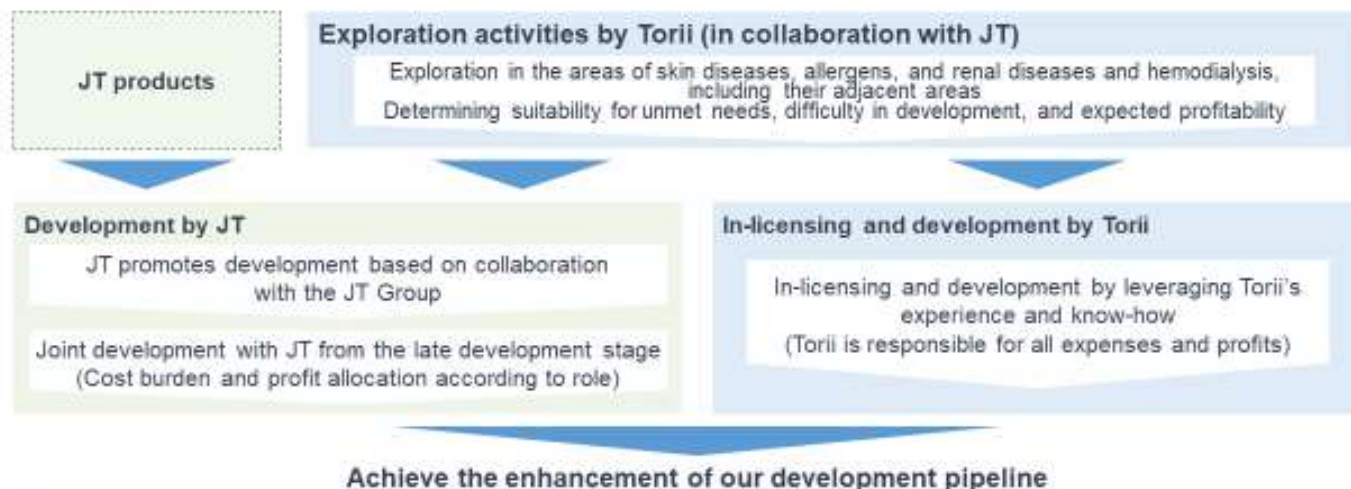 JT products
Exploration activities by Torii (in collaboration with JT)
Exploration in the areas of skin diseases, allergens, and renal diseases and hemodialysis,
including their adjacent areas
Determining suitability for unmet needs, difficulty in development, and expected profitability
Development by JT
JT promotes development based on collaboration
with the JT Group
Joint development with JT from the late development stage
(Cost burden and profit allocation according to role)
In-licensing and development by Torii
In-licensing and development by leveraging Torii's
experience and know-how
(Torii is responsible for all expenses and profits)
Achieve the enhancement of our development pipeline